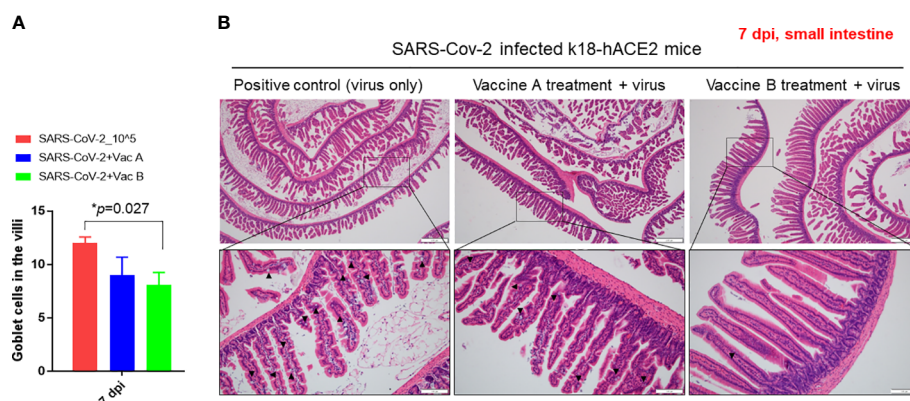 A
SARS-CoV-2_10^5
SARS-CoV-2+Vac A
SARS-CoV-2+Vac B
*p=0.027
Goblet cells in the villi
15
10
5
0
7 dpi
B
7 dpi, small intestine
SARS-Cov-2 infected k18-hACE2 mice
Positive control (virus only)
Vaccine A treatment + virus
Vaccine B treatment + virus